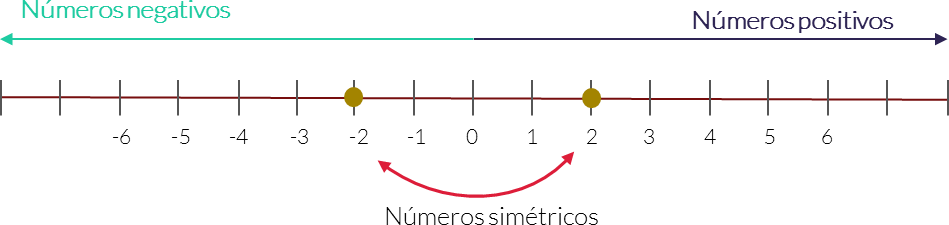 Números negativos
Números positivos
-6 -5 -4 -3 -2 -1 0 1 2 3 4 5 6
Números simétricos